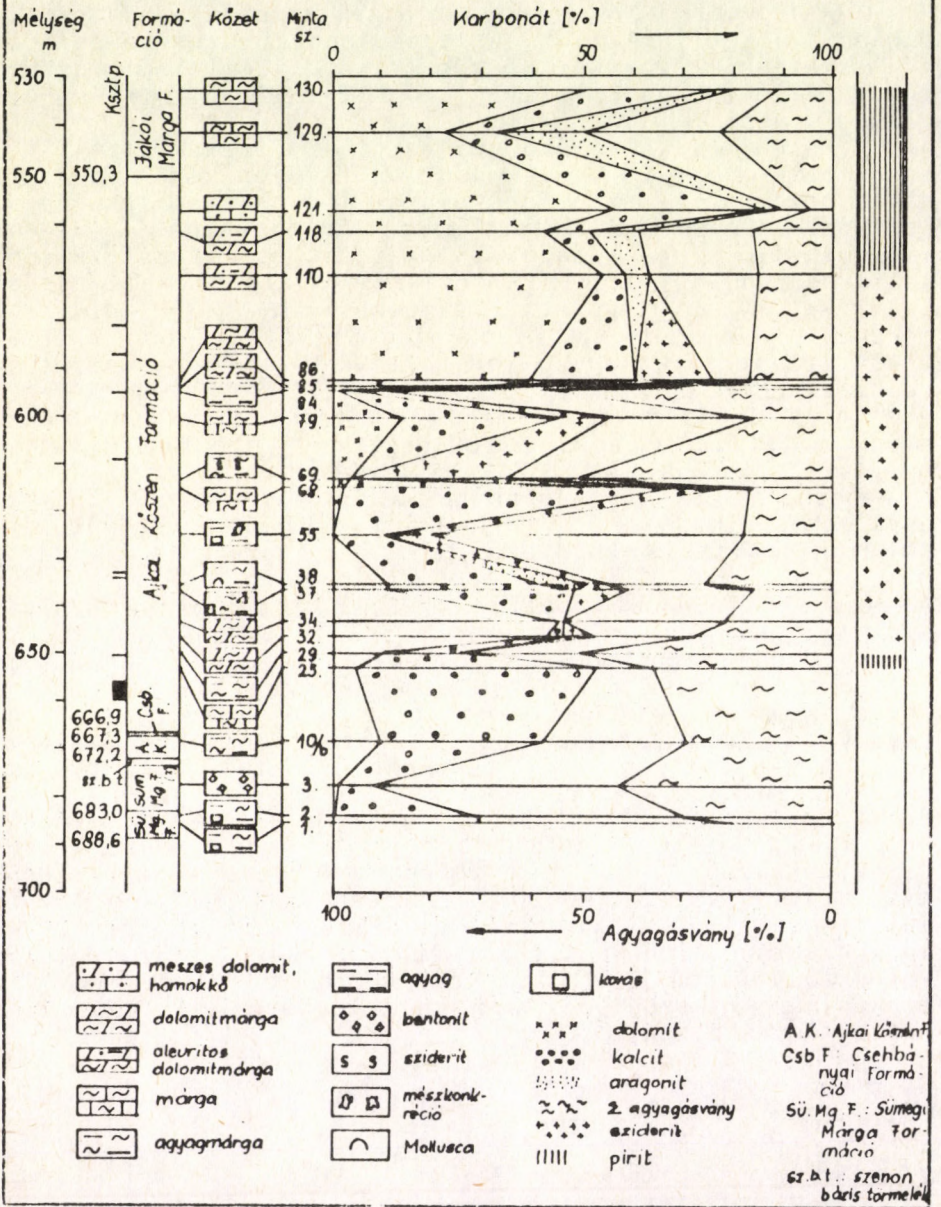 Mélység
m
Formá-
ció
Kőzet
Minta
sz.
Karbonát [%]
0
50
100
530
550
600
650
700
Ksztp.
Jákói
Márga F.
550,3
Ajkai Kőszén Formáció
Csb.
F.
666,9
667,3
672,2
A.
K.
sz.b.t
683,0
688,6
130
129.
121
118
110
86
85
84
79
69
68
55
38
37
34
32
29
25.
10/b
3.
2.
1.
100
50
0
Agyagásvány [%]
meszes dolomit,
homokkő
dolomitmárga
aleuritos
dolomitmárga
márga
agyagmárga
agyag
bentonit
sziderit
mészkonk-
réció
Mollusca
kovás
dolomit
kalcit
aragonit
Σ agyagásvány
sziderit
pirit
A.K.: Ajkai Kőszén F.
Csb F : Csehbá-
nyai Formá-
ció
Sü. Mg. F.: Sümegi
Márga For-
máció
sz.b.t.: szenon
bázis törmelék